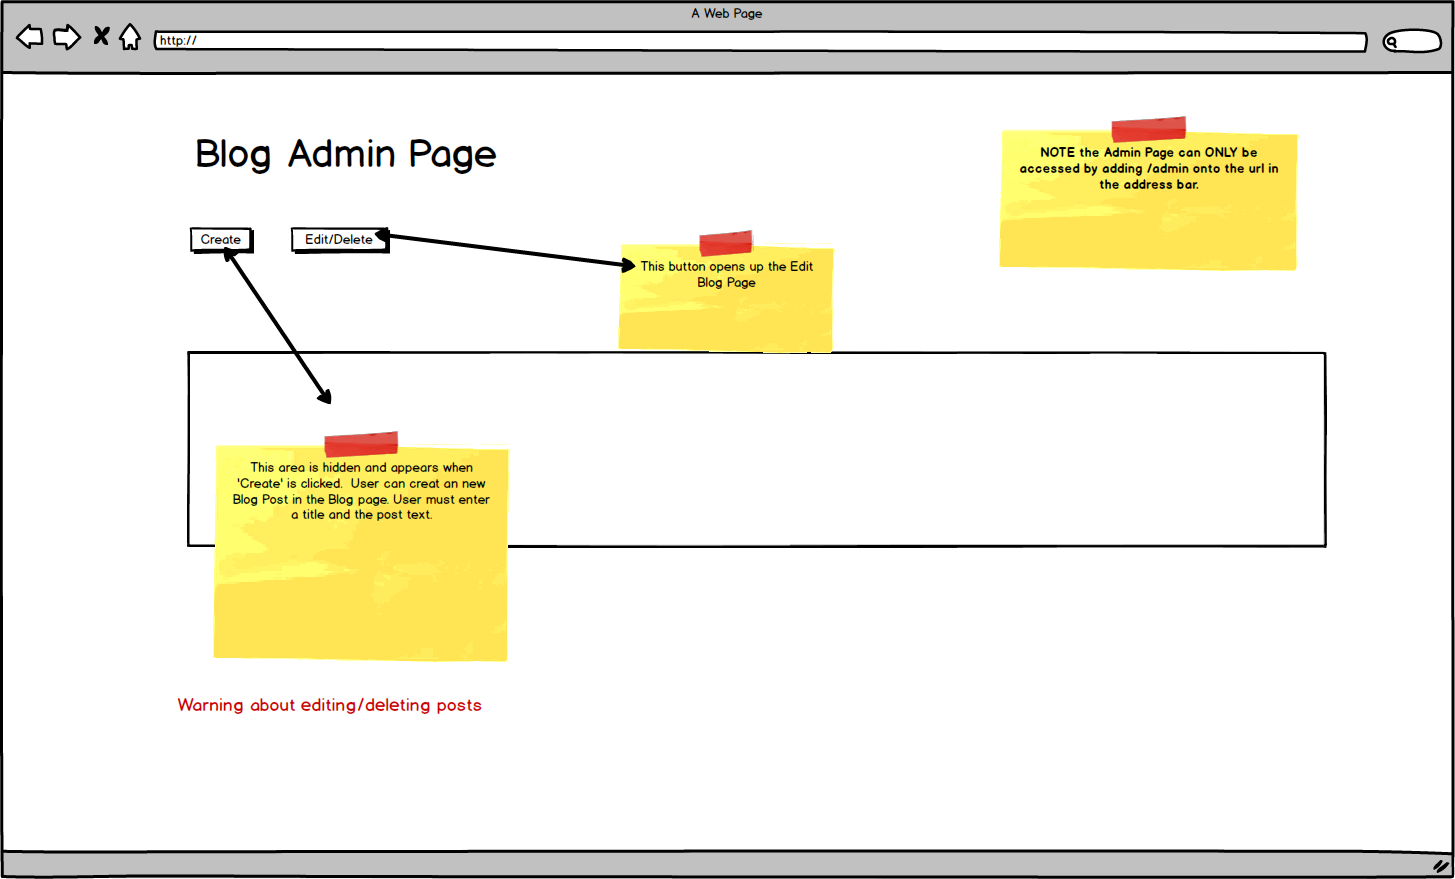 A Web Page
http://
Blog Admin Page
NOTE the Admin Page can ONLY be
accessed by adding /admin onto the url in
the address bar.
Create
Edit/Delete
This button opens up the Edit
Blog Page
This area is hidden and appears when
'Create' is clicked.  User can creat an new
Blog Post in the Blog page. User must enter
a title and the post text.
Warning about editing/deleting posts